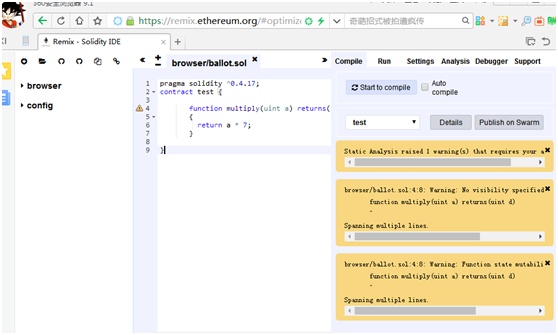 360安全浏览器 9.1
https://remix.ethereum.org/#optimiz
奇葩招式被拍遭疯传
Remix - Solidity IDE
browser/ballot.sol
Compile Run Settings Analysis Debugger Support
browser
config
1 pragma solidity ^0.4.17;
2 contract test {
3
4 function multiply(uint a) returns(
5 {
6 return a * 7;
7 }
8
9 }
Start to compile
Auto compile
test
Details
Publish on Swarm
Static Analysis raised 1 warning(s) that requires your a
browser/ballot.sol:4:8: Warning: No visibility specified
function multiply(uint a) returns(uint d)
^
Spanning multiple lines.
browser/ballot.sol:4:8: Warning: Function state mutabili
function multiply(uint a) returns(uint d)
^
Spanning multiple lines.